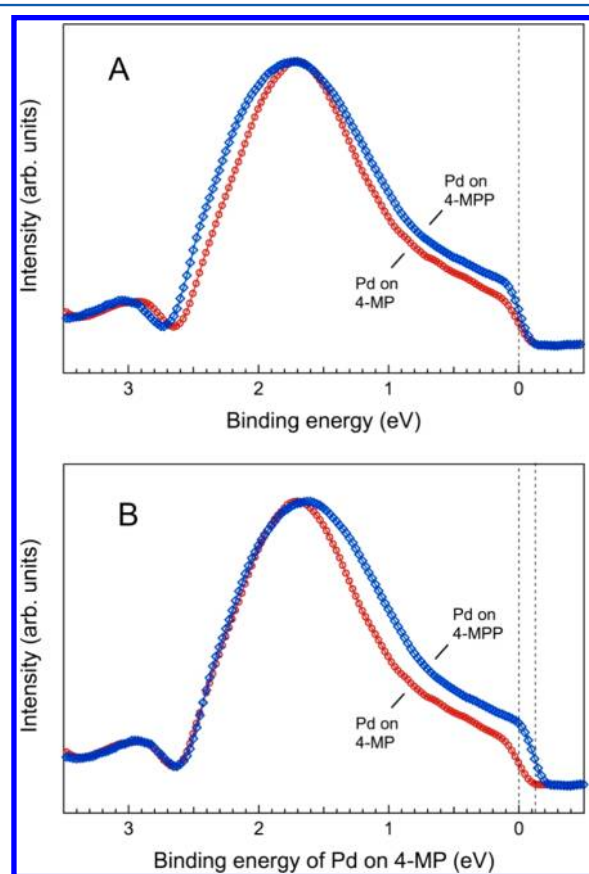 A
Intensity (arb. units)
Pd on
4-MPP
Pd on
4-MP
3 2 1 0
Binding energy (eV)
B
Intensity (arb. units)
Pd on
4-MPP
Pd on
4-MP
3 2 1 0
Binding energy of Pd on 4-MP (eV)